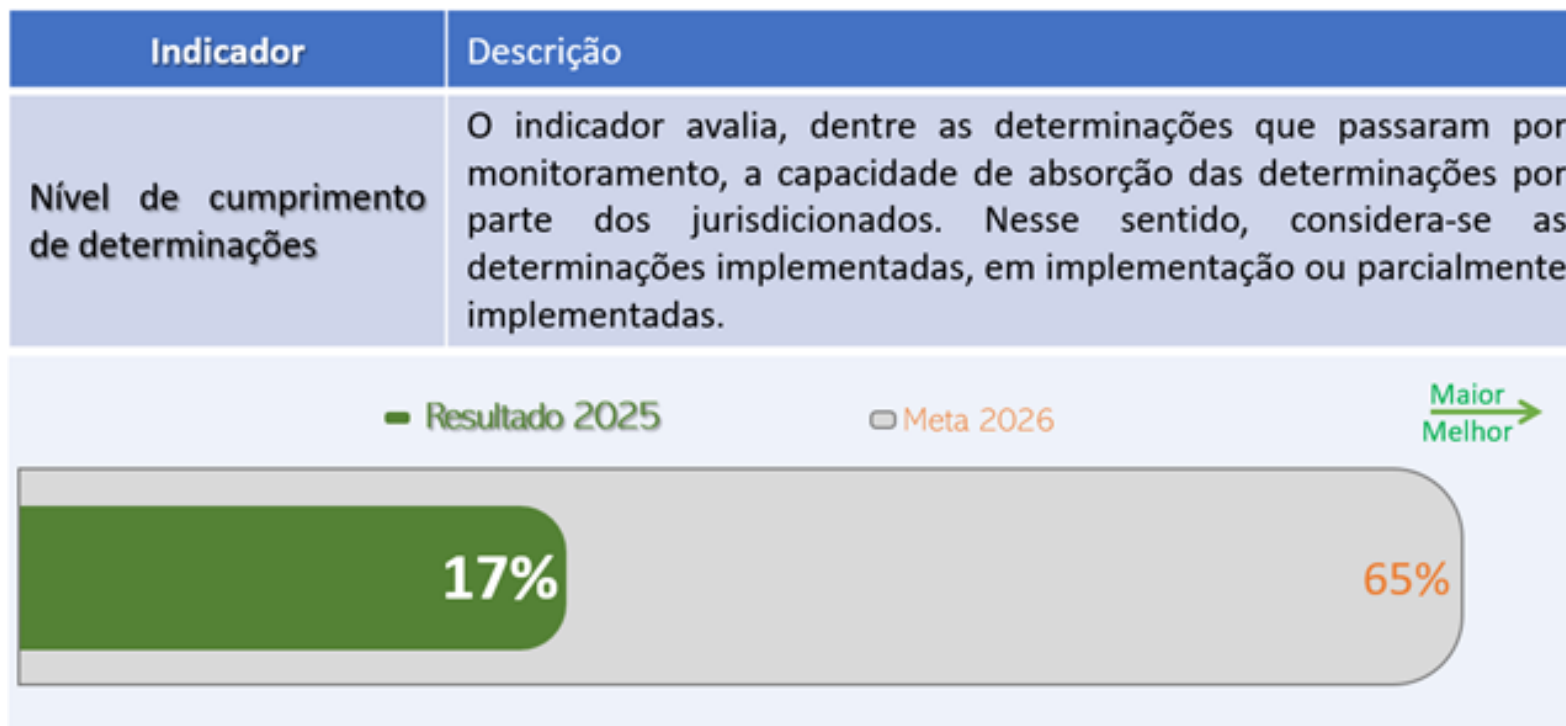 Indicador
Descrição
Nível de cumprimento
de determinações
O indicador avalia, dentre as determinações que passaram por
monitoramento, a capacidade de absorção das determinações por
parte dos jurisdicionados. Nesse sentido, considera-se as
determinações implementadas, em implementação ou parcialmente
implementadas.
Resultado 2025
Meta 2026
Maior
Melhor
17%
65%